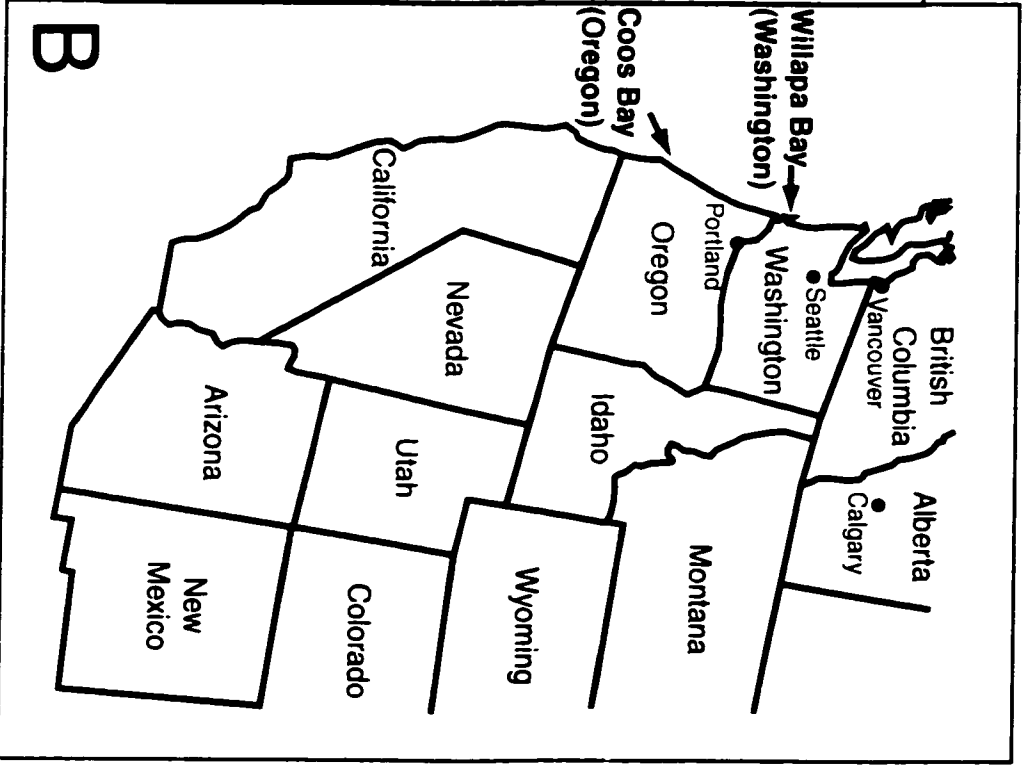 British
Columbia
Alberta
Vancouver
Calgary
Willapa Bay
(Washington)
Seattle
Washington
Montana
Portland
Coos Bay
(Oregon)
Oregon
Idaho
Wyoming
Nevada
Utah
Colorado
California
Arizona
New
Mexico
B